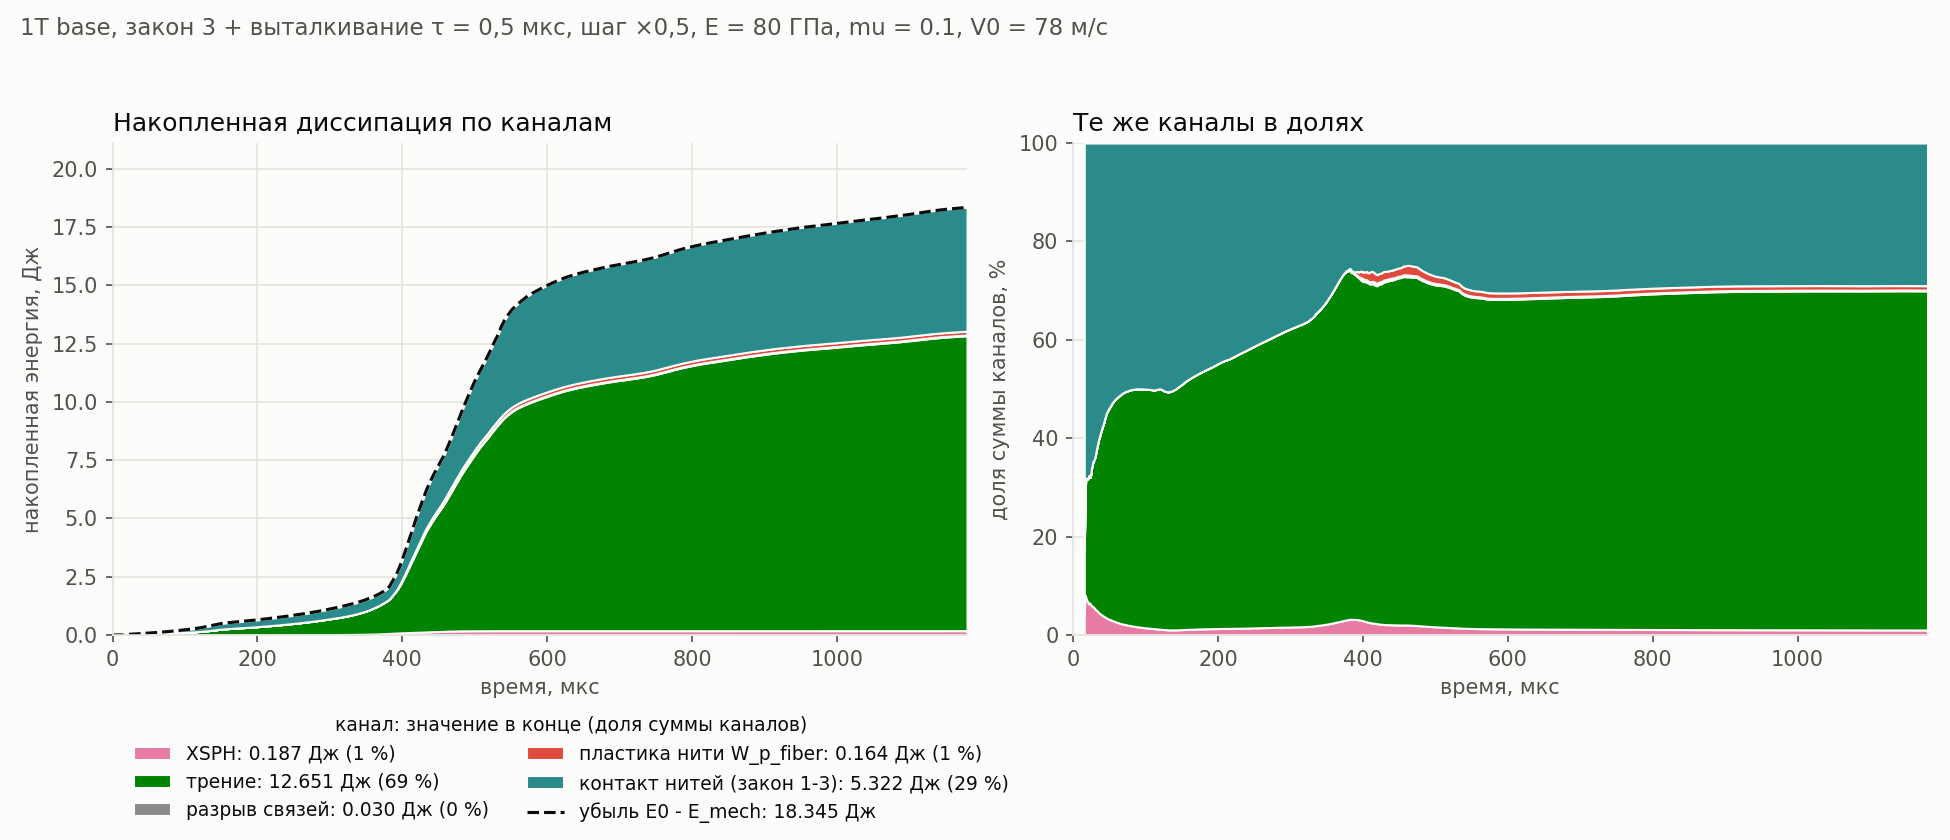 1T base, закон 3 + выталкивание τ = 0,5 мкс, шаг ×0,5, E = 80 ГПа, mu = 0.1, V0 = 78 м/с
Накопленная диссипация по каналам
накопленная энергия, Дж
20.0
17.5
15.0
12.5
10.0
7.5
5.0
2.5
0.0
0 200 400 600 800 1000
время, мкс
Те же каналы в долях
доля суммы каналов, %
100
80
60
40
20
0
0 200 400 600 800 1000
время, мкс
канал: значение в конце (доля суммы каналов)
XSPH: 0.187 Дж (1 %)
трение: 12.651 Дж (69 %)
разрыв связей: 0.030 Дж (0 %)
пластика нити W_p_fiber: 0.164 Дж (1 %)
контакт нитей (закон 1-3): 5.322 Дж (29 %)
убыль E0 - E_mech: 18.345 Дж